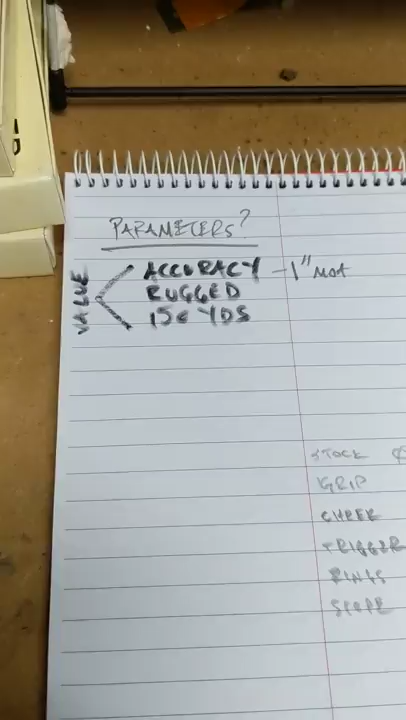 PARAMETERS?
VALUE
ACCURACY - 1" MOA
RUGGED
150 YDS
STOCK
GRIP
CHEEK
TRIGGER
RINGS
SCOPE